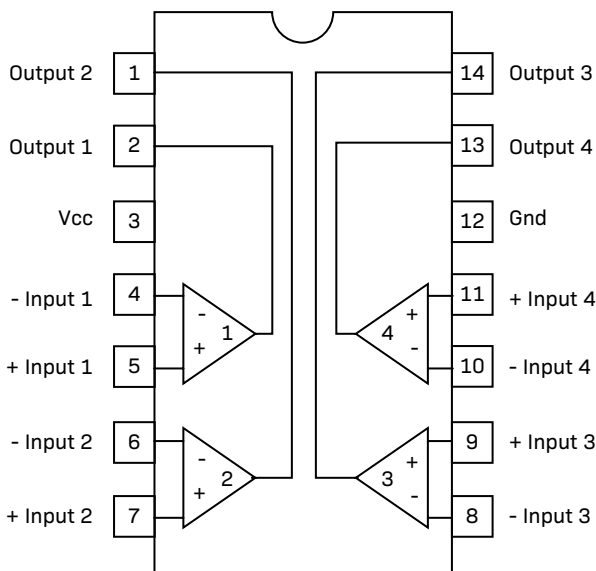 Output 2 1 14 Output 3
Output 1 2 13 Output 4
Vcc 3 12 Gnd
- Input 1 4 - + 11 + Input 4
1 4
+ Input 1 5 + - 10 - Input 4
- Input 2 6 - + 9 + Input 3
2 3
+ Input 2 7 + - 8 - Input 3